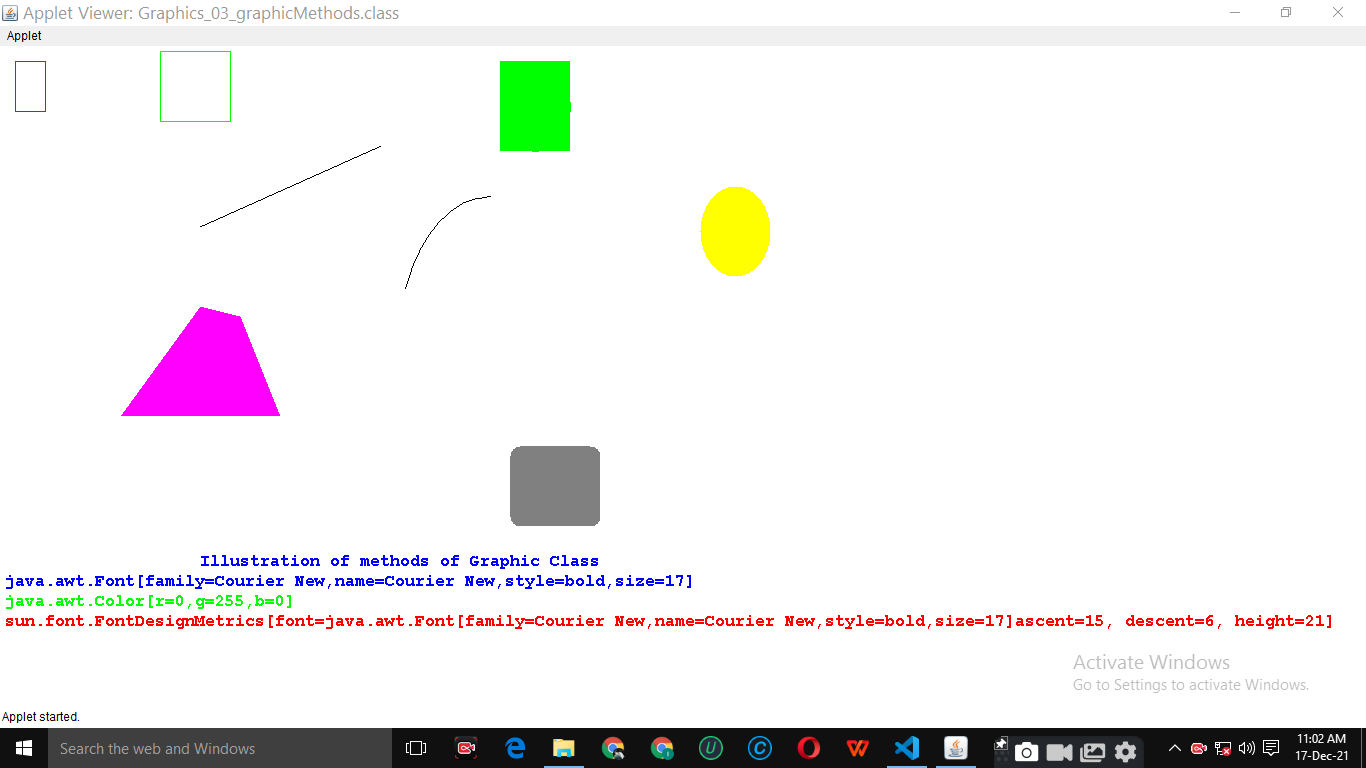 Applet Viewer: Graphics_03_graphicMethods.class
Applet
Illustration of methods of Graphic Class
java.awt.Font[family=Courier New,name=Courier New,style=bold,size=17]
java.awt.Color[r=0,g=255,b=0]
sun.font.FontDesignMetrics[font=java.awt.Font[family=Courier New,name=Courier New,style=bold,size=17]ascent=15, descent=6, height=21]
Activate Windows
Go to Settings to activate Windows.
Applet started.
Search the web and Windows
11:02 AM
17-Dec-21